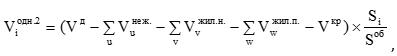 V_i^{одн.2} = (V^д − ∑_u V_u^{неж.} − ∑_v V_v^{жил.н.} − ∑_w V_w^{жил.п.} − V^{кр}) × S_i / S^{об} ,